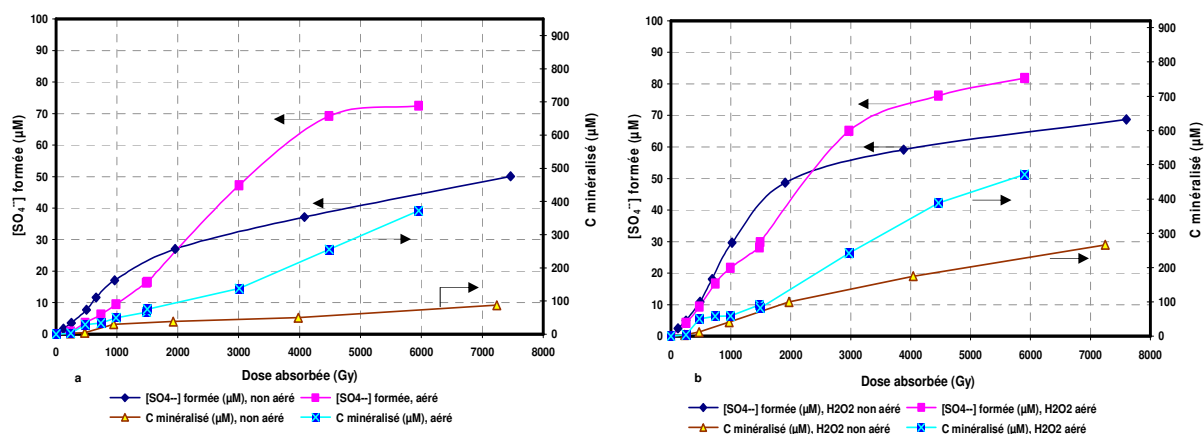 100
90
80
70
60
50
40
30
20
10
0
[SO4-] formée (µM)
900
800
700
600
500
400
300
200
100
0
C minéralisé (µM)
0 1000 2000 3000 4000 5000 6000 7000 8000
Dose absorbée (Gy)
a
[SO4--] formée (µM), non aéré
[SO4--] formée, aéré
C minéralisé (µM), non aéré
C minéralisé (µM), aéré
100
90
80
70
60
50
40
30
20
10
0
[SO4-] formée (µM)
900
800
700
600
500
400
300
200
100
0
C minéralisé (µM)
0 1000 2000 3000 4000 5000 6000 7000 8000
Dose absorbée (Gy)
b
[SO4--] formée (µM), H2O2 non aéré
[SO4--] formée (µM), H2O2 aéré
C minéralisé (µM), H2O2 non aéré
C minéralisé (µM), H2O2 aéré